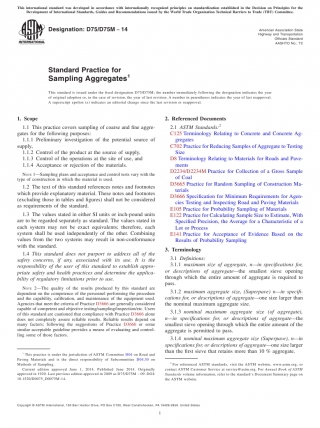 This international standard was developed in accordance with internationally recognized principles on standardization established in the Decision on Principles for the
Development of International Standards, Guides and Recommendations issued by the World Trade Organization Technical Barriers to Trade (TBT) Committee.
Designation: D75/D75M − 14
American Association State
Highway and Transportation
Officials Standard
AASHTO No.: T2
INTERNATIONAL
Standard Practice for
Sampling Aggregates1
This standard is issued under the fixed designation D75/D75M; the number immediately following the designation indicates the year
of original adoption or, in the case of revision, the year of last revision. A number in parentheses indicates the year of last reapproval.
A superscript epsilon (ε) indicates an editorial change since the last revision or reapproval.
1. Scope
1.1 This practice covers sampling of coarse and fine aggre-
gates for the following purposes:
1.1.1 Preliminary investigation of the potential source of
supply,
1.1.2 Control of the product at the source of supply,
1.1.3 Control of the operations at the site of use, and
1.1.4 Acceptance or rejection of the materials.
NOTE 1—Sampling plans and acceptance and control tests vary with the
type of construction in which the material is used.
1.2 The text of this standard references notes and footnotes
which provide explanatory material. These notes and footnotes
(excluding those in tables and figures) shall not be considered
as requirements of the standard.
1.3 The values stated in either SI units or inch-pound units
are to be regarded separately as standard. The values stated in
each system may not be exact equivalents; therefore, each
system shall be used independently of the other. Combining
values from the two systems may result in non-conformance
with the standard.
1.4 This standard does not purport to address all of the
safety concerns, if any, associated with its use. It is the
responsibility of the user of this standard to establish appro-
priate safety and health practices and determine the applica-
bility of regulatory limitations prior to use.
NOTE 2—The quality of the results produced by this standard are
dependent on the competence of the personnel performing the procedure
and the capability, calibration, and maintenance of the equipment used.
Agencies that meet the criteria of Practice D3666 are generally considered
capable of competent and objective testing/sampling/inspection/etc. Users
of this standard are cautioned that compliance with Practice D3666 alone
does not completely assure reliable results. Reliable results depend on
many factors; following the suggestions of Practice D3666 or some
similar acceptable guideline provides a means of evaluating and control-
ling some of those factors.
1 This practice is under the jurisdiction of ASTM Committee D04 on Road and
Paving Materials and is the direct responsibility of Subcommittee D04.30 on
Methods of Sampling.
Current edition approved June 1, 2014. Published June 2014. Originally
approved in 1920. Last previous edition approved in 2009 as D75/D75M – 09. DOI:
10.1520/D0075_D0075M-14.
2. Referenced Documents
2.1 ASTM Standards:2
C125 Terminology Relating to Concrete and Concrete Ag-
gregates
C702 Practice for Reducing Samples of Aggregate to Testing
Size
D8 Terminology Relating to Materials for Roads and Pave-
ments
D2234/D2234M Practice for Collection of a Gross Sample
of Coal
D3665 Practice for Random Sampling of Construction Ma-
terials
D3666 Specification for Minimum Requirements for Agen-
cies Testing and Inspecting Road and Paving Materials
E105 Practice for Probability Sampling of Materials
E122 Practice for Calculating Sample Size to Estimate, With
Specified Precision, the Average for a Characteristic of a
Lot or Process
E141 Practice for Acceptance of Evidence Based on the
Results of Probability Sampling
3. Terminology
3.1 Definitions:
3.1.1 maximum size of aggregate, n—in specifications for,
or descriptions of aggregate—the smallest sieve opening
through which the entire amount of aggregate is required to
pass.
3.1.2 maximum aggregate size, (Superpave) n—in specifi-
cations for, or descriptions of aggregate—one size larger than
the nominal maximum aggregate size.
3.1.3 nominal maximum size of aggregate (of aggregate),
n—in specifications for, or descriptions of aggregate—the
smallest sieve opening through which the entire amount of the
aggregate is permitted to pass.
3.1.4 nominal maximum aggregate size (Superpave), n—in
specifications for, or descriptions of aggregate—one size larger
than the first sieve that retains more than 10 % aggregate.
2 For referenced ASTM standards, visit the ASTM website, www.astm.org, or
contact ASTM Customer Service at service@astm.org. For Annual Book of ASTM
Standards volume information, refer to the standard's Document Summary page on
the ASTM website.
Copyright © ASTM International, 100 Barr Harbor Drive, PO Box C700, West Conshohocken, PA 19428-2959. United States
1